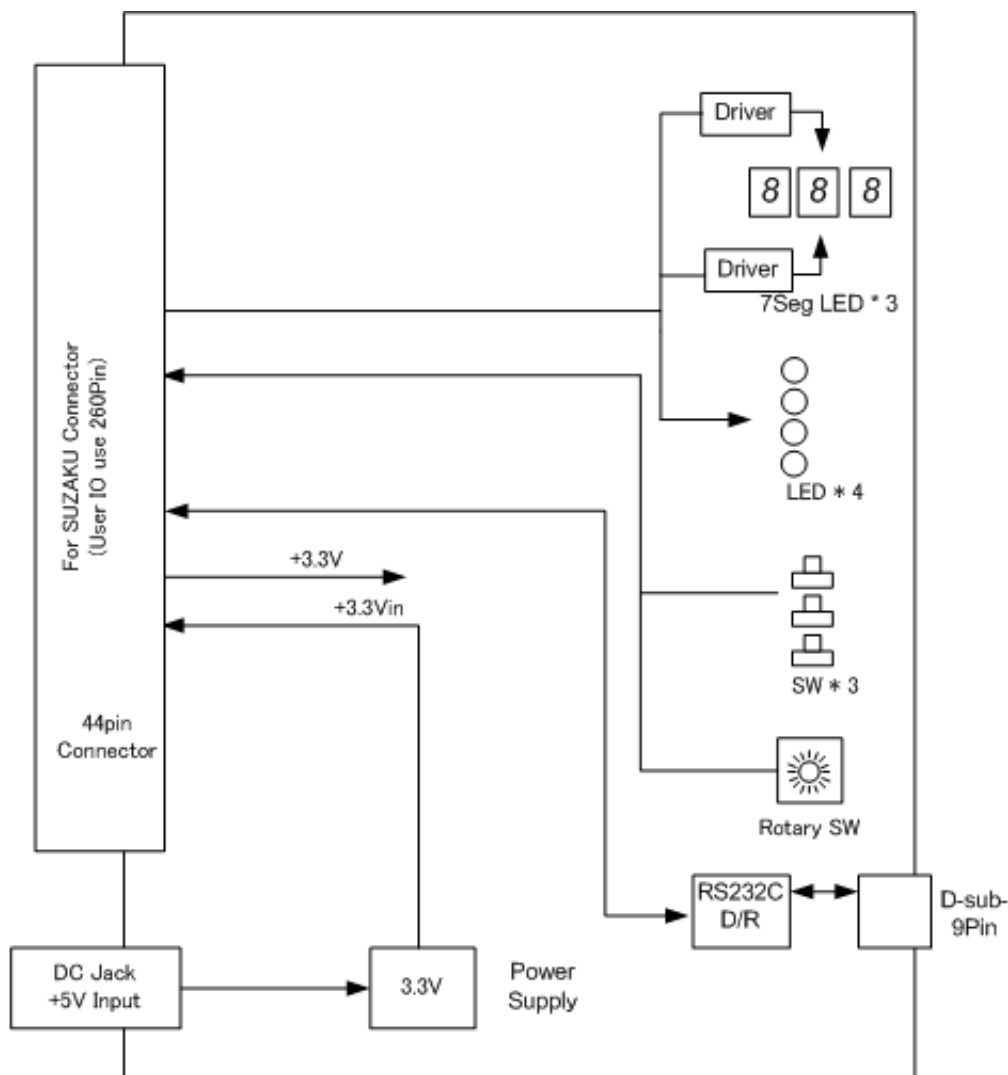 Driver
8 8 8
Driver
7Seg LED * 3
For SUZAKU Connector
(User IO use 260Pin)
LED * 4
+3.3V
+3.3Vin
SW * 3
44pin
Connector
Rotary SW
RS232C
D/R
D-sub-
9Pin
DC Jack
+5V Input
3.3V
Power
Supply